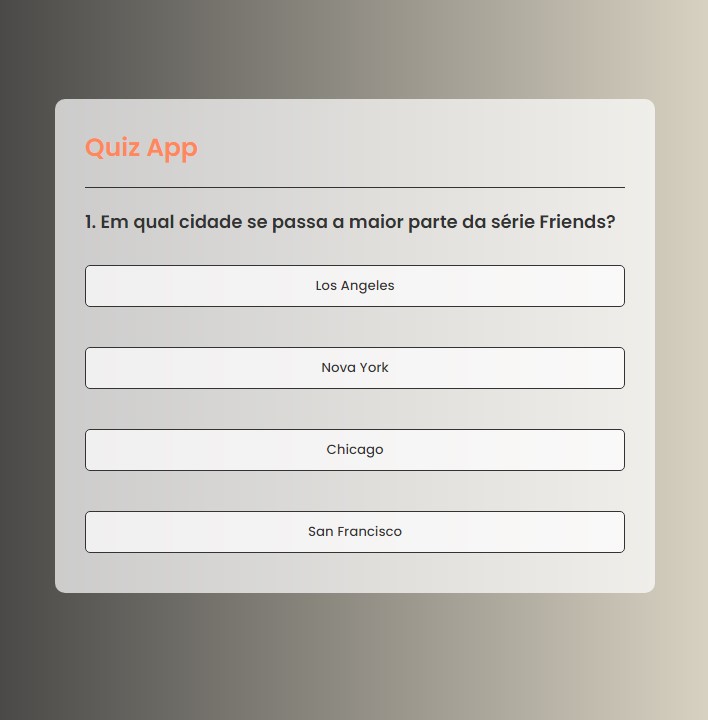 Quiz App
1. Em qual cidade se passa a maior parte da série Friends?
Los Angeles
Nova York
Chicago
San Francisco